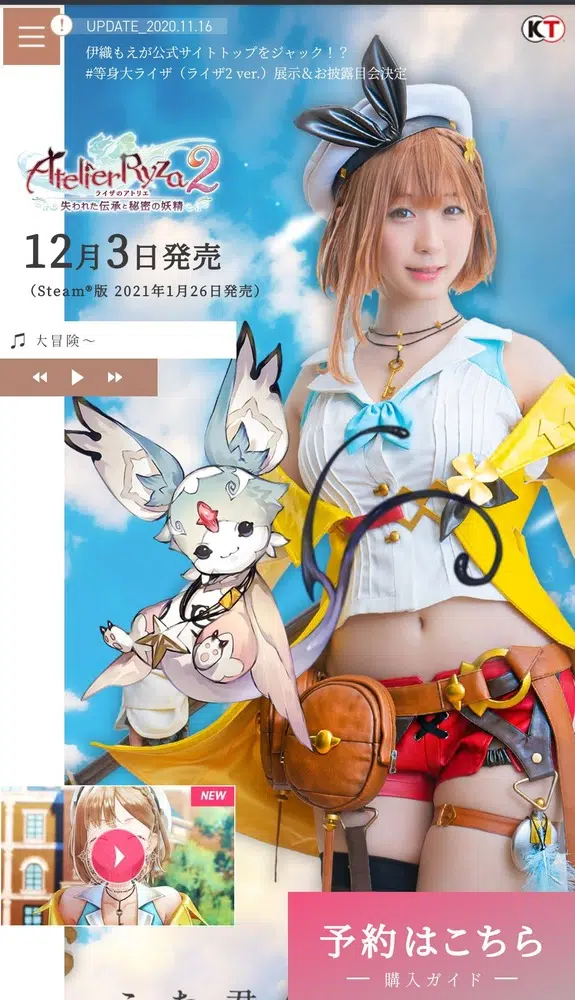 UPDATE_2020.11.16
伊織もえが公式サイトトップをジャック！？
#等身大ライザ（ライザ2 ver.）展示＆お披露目会決定
KT
Atelier Ryza 2
ライザのアトリエ
失われた伝承と秘密の妖精
12月3日発売
（Steam®版 2021年1月26日発売）
大冒険～
NEW
予約はこちら
購入ガイド